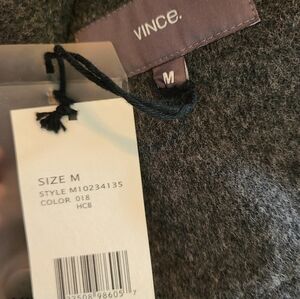 VINCE.
M
SIZE M
STYLE M10234135
COLOR 018
HC8